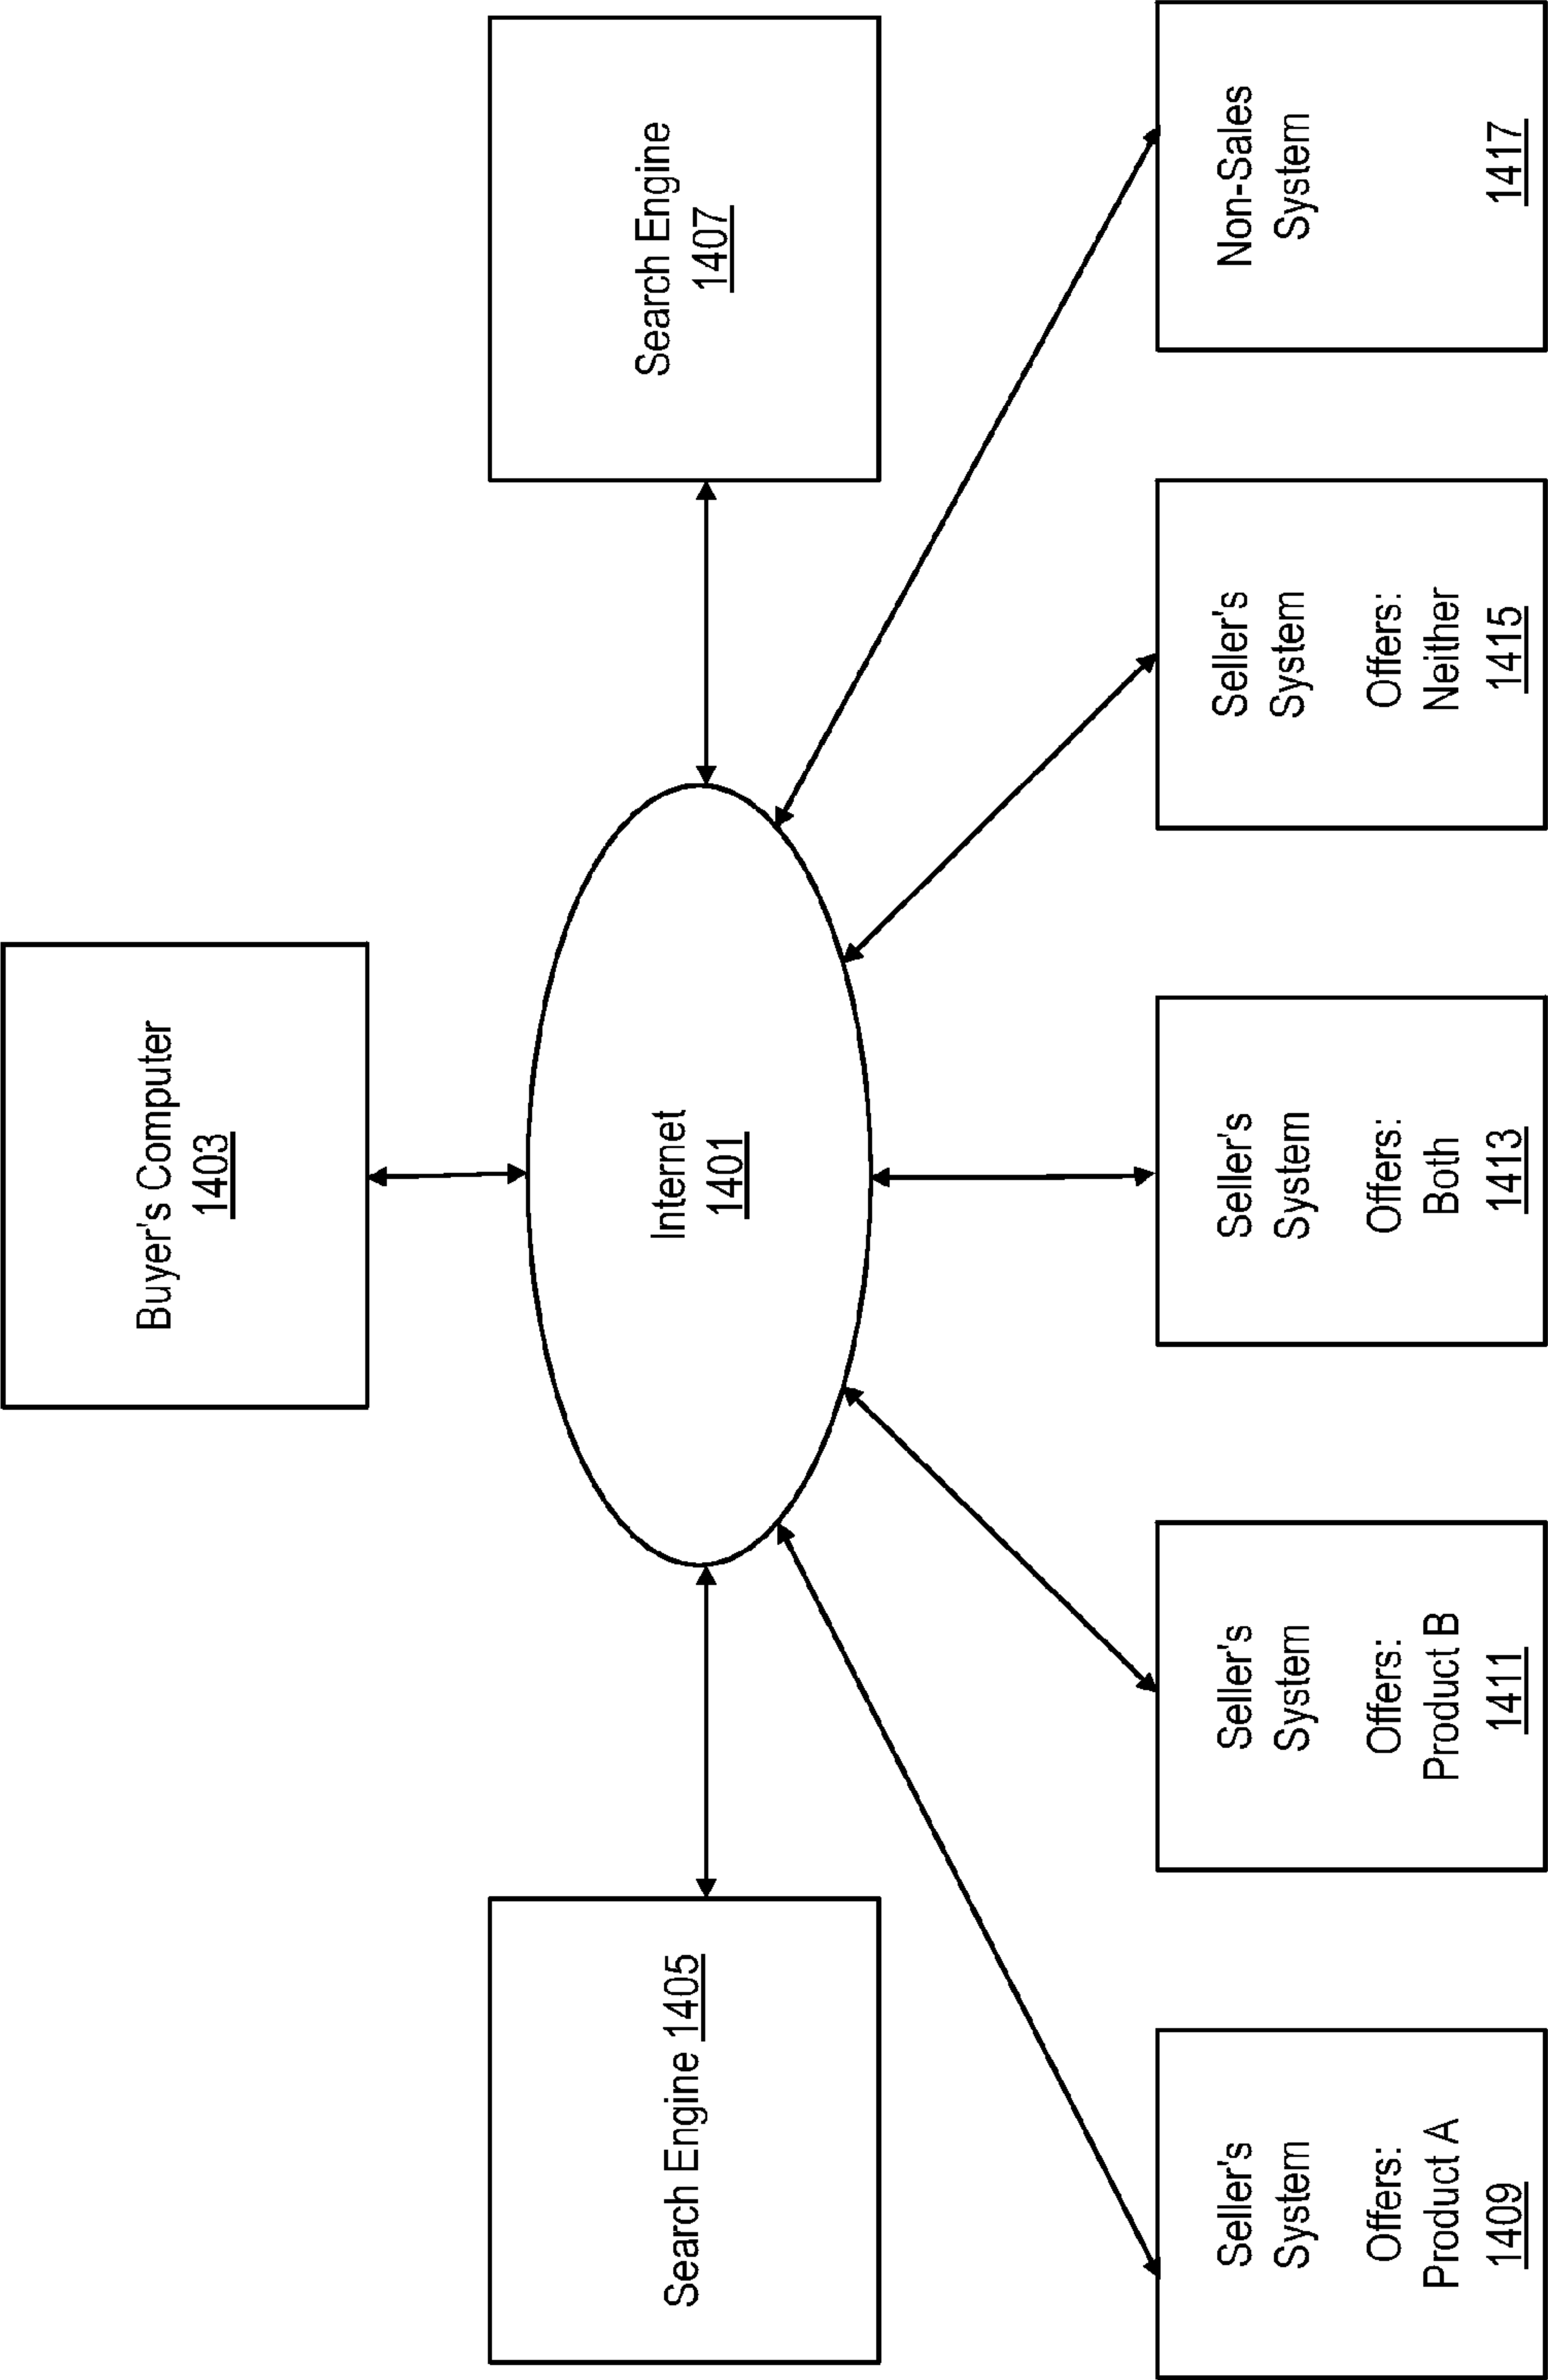 Buyer's Computer
1403
Search Engine 1405
Internet
1401
Search Engine
1407
Seller's
System
Offers:
Product A
1409
Seller's
System
Offers:
Product B
1411
Seller's
System
Offers:
Both
1413
Seller's
System
Offers:
Neither
1415
Non-Sales
System
1417